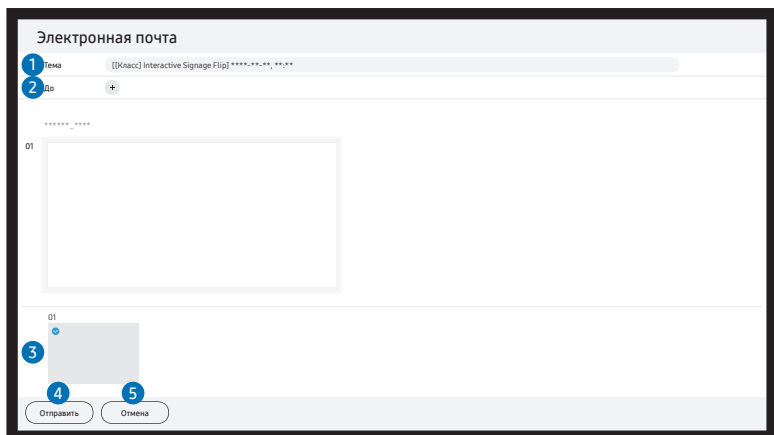 Электронная почта
1 Тема [[Класс] Interactive Signage Flip] ****-**-**, **:**
2 До +
******_****
01
01
3
4 5
Отправить Отмена